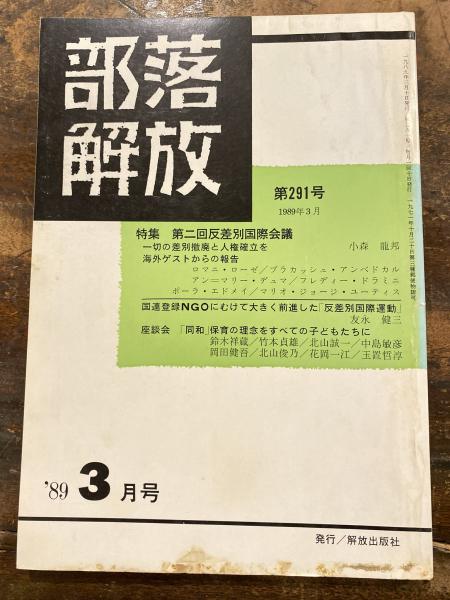 部落
解放
第291号
1989年3月
特集 第二回反差別国際会議
一切の差別撤廃と人権確立を 小森 龍邦
海外ゲストからの報告
ロマニ・ローゼ/プラカッシュ・アンベドカル
アン=マリー・デュマ/フレディー・ドラミニ
ポーラ・エドメイ/マリオ・ジョージ・ユーティス
国連登録NGOにむけて大きく前進した「反差別国際運動」
友永 健三
座談会 「同和」保育の理念をすべての子どもたちに
鈴木祥蔵/竹本貞雄/北山誠一/中島敏彦
岡田健吾/北山俊乃/花岡一江/玉置哲淳
'89 3月号
発行/解放出版社